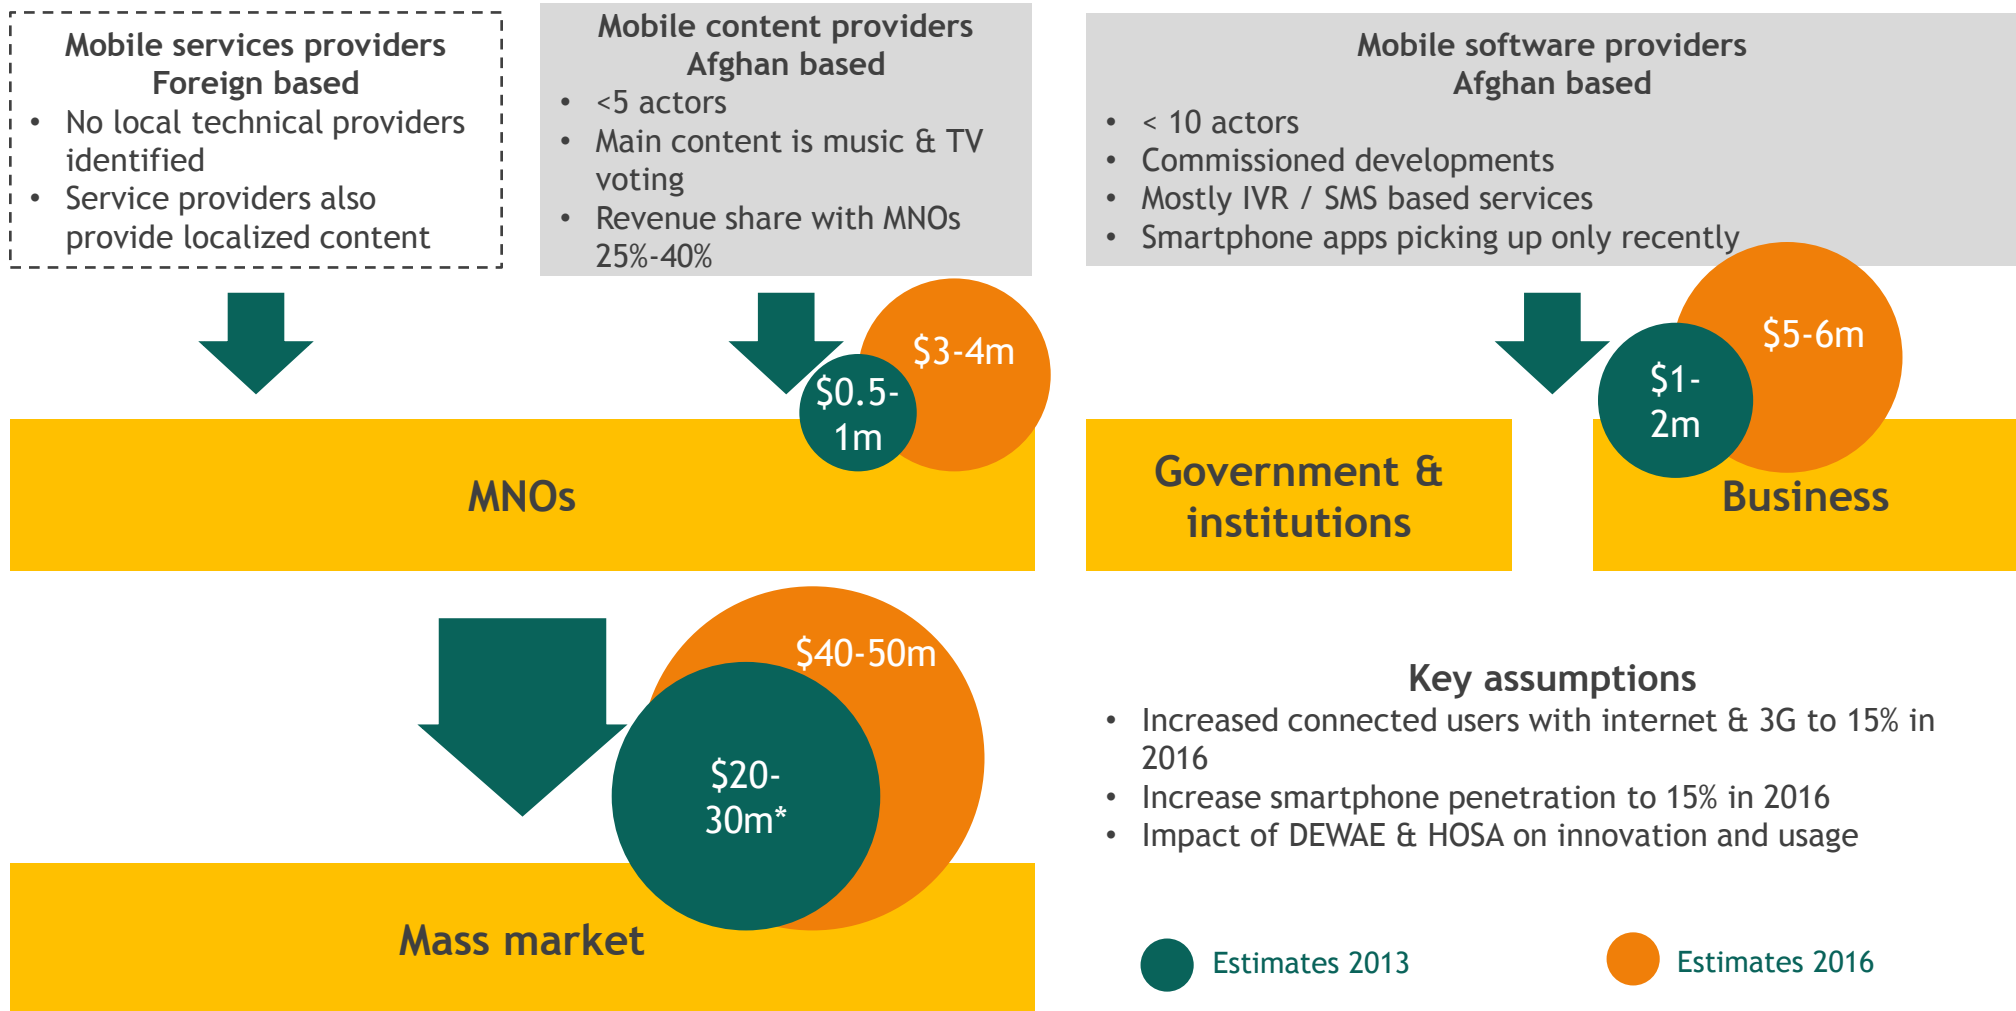 Mobile services providers
Foreign based
• No local technical providers
identified
• Service providers also
provide localized content
Mobile content providers
Afghan based
• <5 actors
• Main content is music & TV
voting
• Revenue share with MNOs
25%-40%
Mobile software providers
Afghan based
• < 10 actors
• Commissioned developments
• Mostly IVR / SMS based services
• Smartphone apps picking up only recently
$0.5-
1m
$3-4m
$1-
2m
$5-6m
MNOs
Government &
institutions
Business
$20-
30m*
$40-50m
Mass market
Key assumptions
• Increased connected users with internet & 3G to 15% in
2016
• Increase smartphone penetration to 15% in 2016
• Impact of DEWAE & HOSA on innovation and usage
Estimates 2013
Estimates 2016